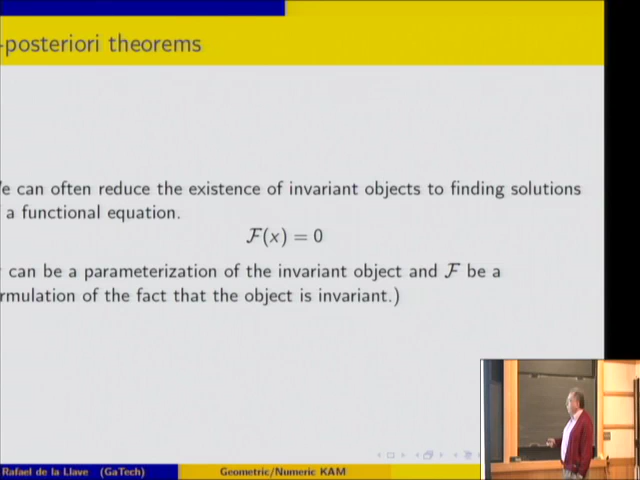 -posteriori theorems
e can often reduce the existence of invariant objects to finding solutions
a functional equation.
F(x) = 0
can be a parameterization of the invariant object and F be a
rmulation of the fact that the object is invariant.)
Rafael de la Llave (GaTech) Geometric/Numeric KAM